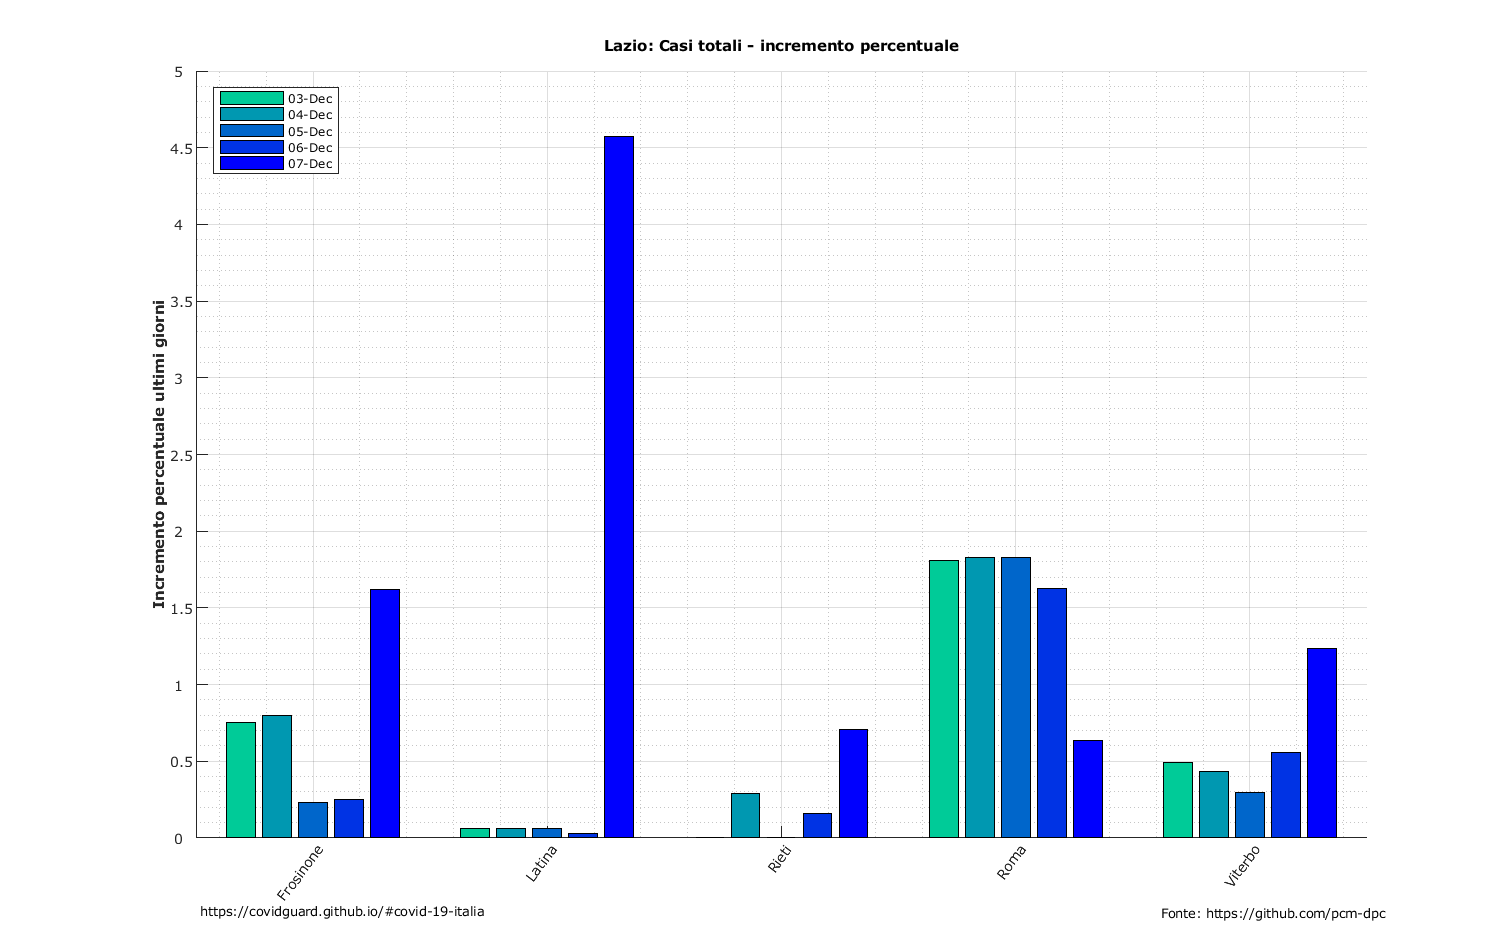 Lazio: Casi totali - incremento percentuale
03-Dec
04-Dec
05-Dec
06-Dec
07-Dec
Incremento percentuale ultimi giorni
5
4.5
4
3.5
3
2.5
2
1.5
1
0.5
0
Frosinone
Latina
Rieti
Roma
Viterbo
https://covidguard.github.io/#covid-19-italia
Fonte: https://github.com/pcm-dpc